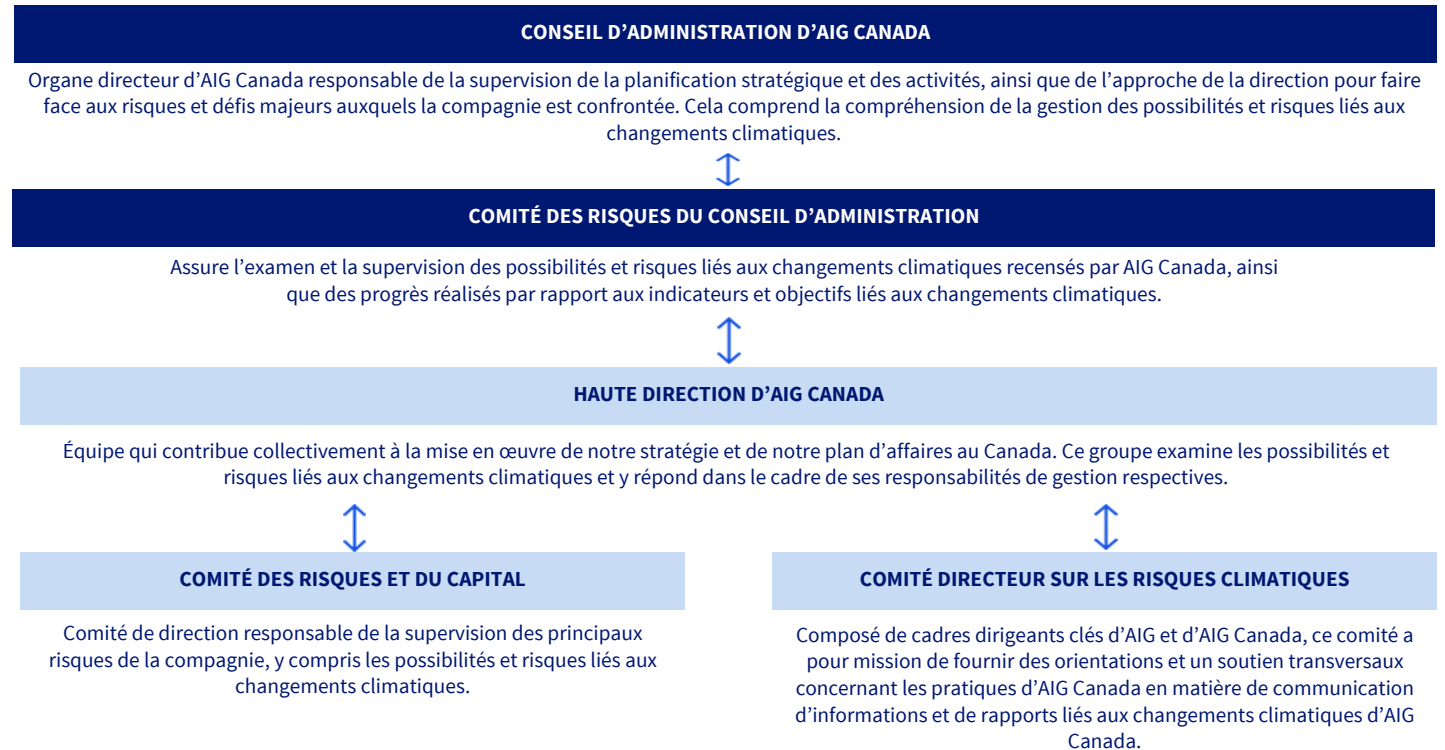 CONSEIL D’ADMINISTRATION D’AIG CANADA
Organe directeur d’AIG Canada responsable de la supervision de la planification stratégique et des activités, ainsi que de l’approche de la direction pour faire
face aux risques et défis majeurs auxquels la compagnie est confrontée. Cela comprend la compréhension de la gestion des possibilités et risques liés aux
changements climatiques.
COMITÉ DES RISQUES DU CONSEIL D’ADMINISTRATION
Assure l’examen et la supervision des possibilités et risques liés aux changements climatiques recensés par AIG Canada, ainsi
que des progrès réalisés par rapport aux indicateurs et objectifs liés aux changements climatiques.
HAUTE DIRECTION D’AIG CANADA
Équipe qui contribue collectivement à la mise en œuvre de notre stratégie et de notre plan d’affaires au Canada. Ce groupe examine les possibilités et
risques liés aux changements climatiques et y répond dans le cadre de ses responsabilités de gestion respectives.
COMITÉ DES RISQUES ET DU CAPITAL
Comité de direction responsable de la supervision des principaux
risques de la compagnie, y compris les possibilités et risques liés aux
changements climatiques.
COMITÉ DIRECTEUR SUR LES RISQUES CLIMATIQUES
Composé de cadres dirigeants clés d’AIG et d’AIG Canada, ce comité a
pour mission de fournir des orientations et un soutien transversaux
concernant les pratiques d’AIG Canada en matière de communication
d’informations et de rapports liés aux changements climatiques d’AIG
Canada.